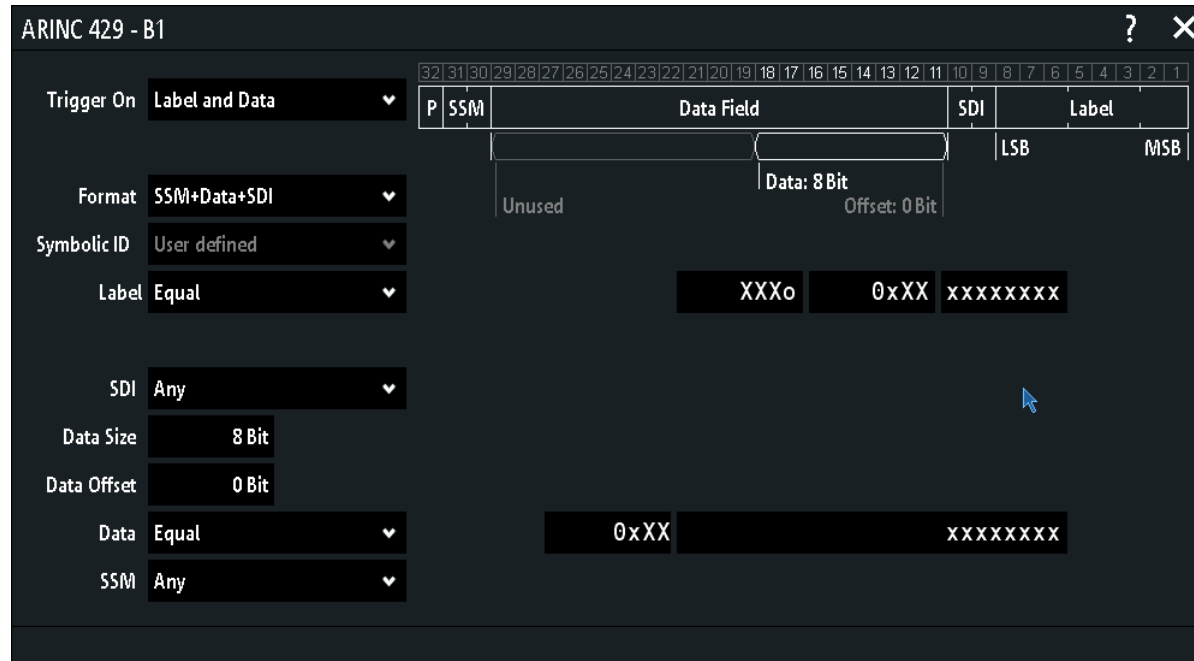 ARINC 429 - B1 ?
32 31 30 29 28 27 26 25 24 23 22 21 20 19 18 17 16 15 14 13 12 11 10 9 8 7 6 5 4 3 2 1
Trigger On Label and Data
P SSM Data Field SDI Label
LSB MSB
Data: 8 Bit
Format SSM+Data+SDI
Unused Offset: 0 Bit
Symbolic ID User defined
Label Equal XXXo 0xXX xxxxxxxx
SDI Any
Data Size 8 Bit
Data Offset 0 Bit
Data Equal 0xXX xxxxxxxx
SSM Any